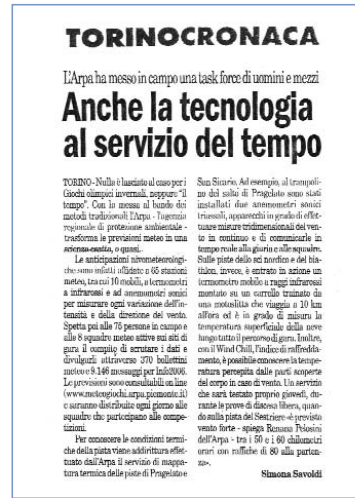 TORINOCRONACA
L'Arpa ha messo in campo una task force di uomini e mezzi
Anche la tecnologia
al servizio del tempo
TORINO - Nulla è lasciato al caso per i
Giochi olimpici invernali, neppure "il
tempo". Con la messa al bando dei
metodi tradizionali l'Arpa - l'agenzia
regionale di protezione ambientale -
trasforma le previsioni meteo in una
scienza esatta, o quasi.
Le anticipazioni nivometeorologi-
che sono infatti affidate a 65 stazioni
meteo, tra cui 10 mobili, a termometri
a infrarossi e ad anemometri sonici
per misurare ogni variazione dell'in-
tensità e della direzione del vento.
Spetta poi alle 75 persone in campo e
alle 8 squadre meteo attive sui siti di
gara il compito di scrutare i dati e
divulgarli attraverso 370 bollettini
meteo e 9.146 messaggi per Info2006.
Le previsioni sono consultabili on line
(www.meteogiochi.arpa.piemonte.it)
e saranno distribuite ogni giorno alle
squadre che partecipano alle compe-
tizioni.
Per conoscere le condizioni termi-
che della pista viene addirittura effet-
tuato dall'Arpa il servizio di mappa-
tura termica delle piste di Pragelato e
San Sicario. Ad esempio, al trampoli-
no del salto di Pragelato sono stati
installati due anemometri sonici
triassali, apparecchi in grado di effet-
tuare misure tridimensionali del ven-
to in continuo e di comunicarle in
tempo reale alla giuria e alle squadre.
Sulle piste dello sci nordico e del bia-
thlon, invece, è entrato in azione un
termometro mobile a raggi infrarossi
montato su un carrello trainato da
una motoslitta che viaggia a 10 km
all'ora ed è in grado di misura la
temperatura superficiale della neve
lungo tutto il percorso di gara. Inoltre,
con il Wind Chill, l'indice di raffredda-
mento, è possibile conoscere la tempe-
ratura percepita dalle parti scoperte
del corpo in caso di vento. Un servizio
che sarà testato proprio giovedì, du-
rante le prove di discesa libera, quan-
do sulla pista del Sestriere «è previsto
vento forte - spiega Renata Pelosini
dell'Arpa - tra i 50 e i 60 chilometri
orari con raffiche di 80 alla parten-
za».
Simona Savoldi